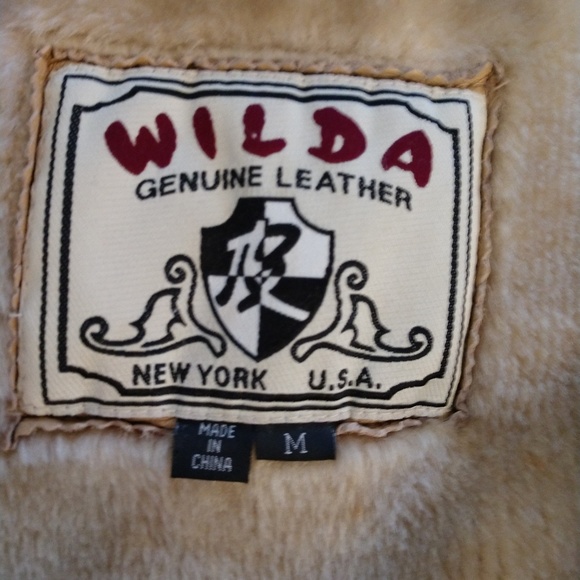 WILDA
GENUINE LEATHER
NEW YORK U.S.A.
MADE
IN
CHINA
M